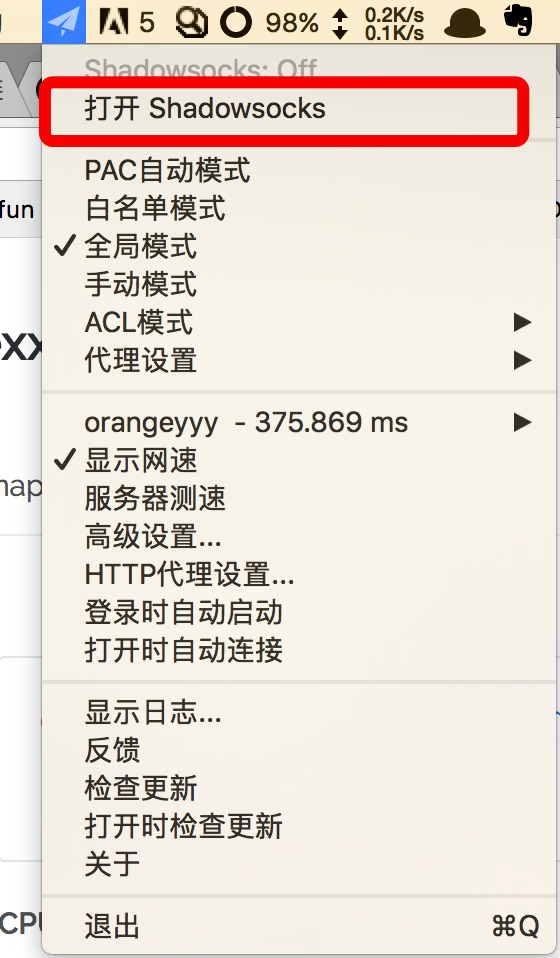 5
98%
0.2K/s
0.1K/s
Shadowsocks: Off
打开 Shadowsocks
PAC自动模式
fun
白名单模式
全局模式
手动模式
ACL模式
代理设置
orangeyyy - 375.869 ms
显示网速
服务器测速
高级设置...
HTTP代理设置...
登录时自动启动
打开时自动连接
显示日志...
反馈
检查更新
打开时检查更新
关于
退出 ⌘Q
CPU